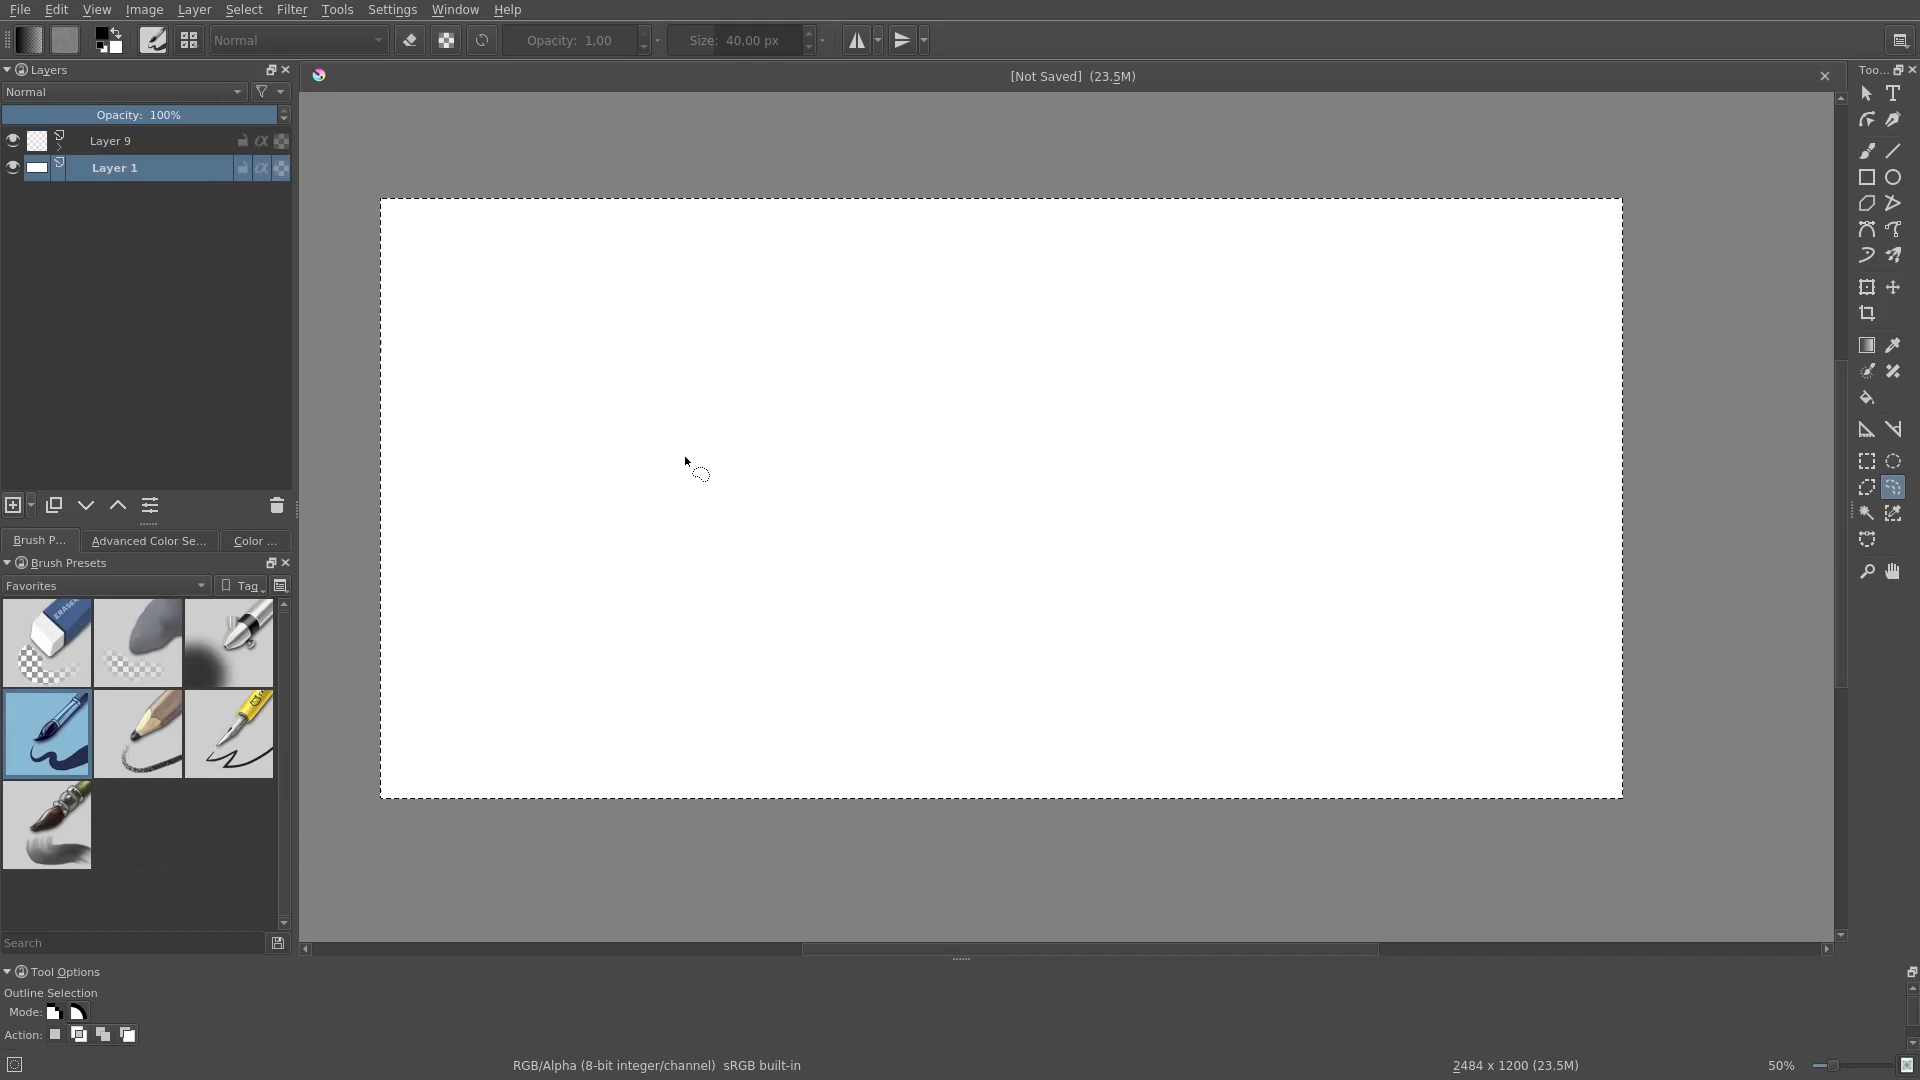 File Edit View Image Layer Select Filter Tools Settings Window Help
Normal Opacity: 1,00 Size: 40,00 px
Layers
[Not Saved] (23.5M)
Too...
Normal
Opacity: 100%
Layer 9
Layer 1
Brush P... Advanced Color Se... Color ...
Brush Presets
Favorites Tag
ERASER
Search
Tool Options
Outline Selection
Mode:
Action:
RGB/Alpha (8-bit integer/channel) sRGB built-in 2484 x 1200 (23.5M) 50%